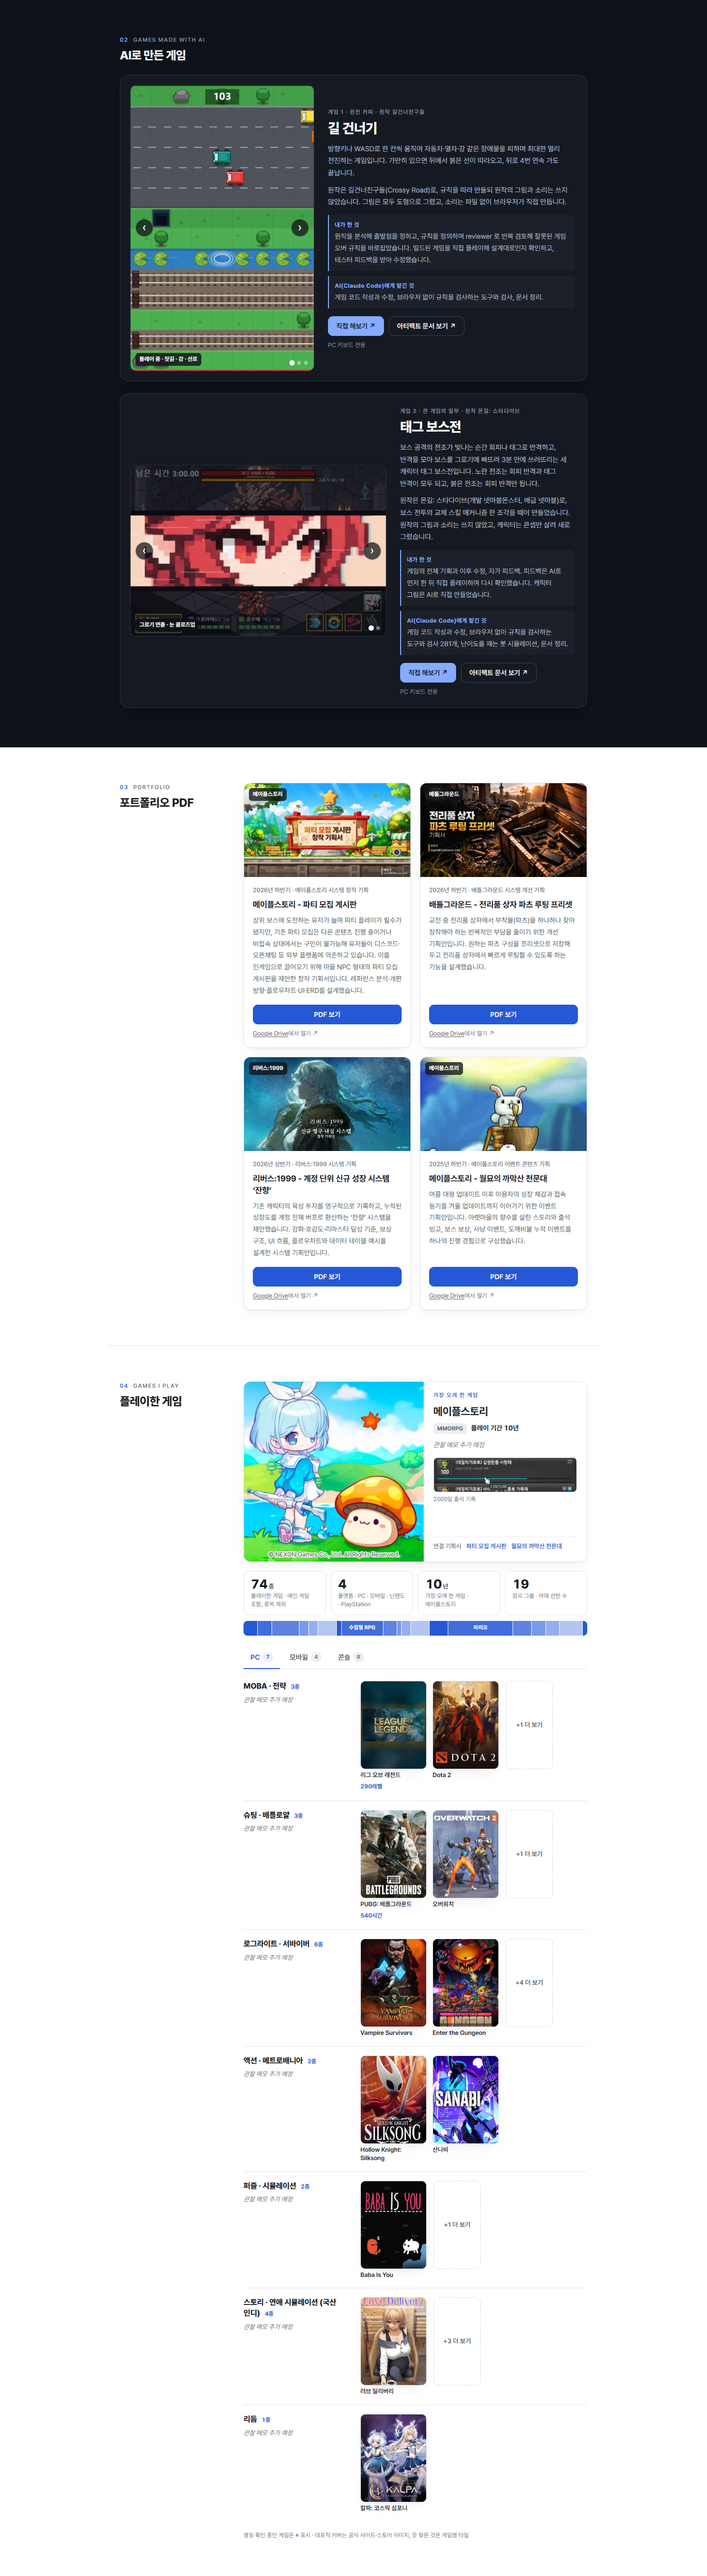 02 GAMES MADE WITH AI
AI로 만든 게임
103
플레이 중 · 찻길 · 강 · 선로
게임 1 · 완전 카피 · 원작 길건너친구들
길 건너기
방향키나 WASD로 한 칸씩 움직여 자동차·열차·강 같은 장애물을 피하며 최대한 멀리
전진하는 게임입니다. 가만히 있으면 뒤에서 붉은 선이 따라오고, 뒤로 4번 연속 가도
끝납니다.
원작은 길건너친구들(Crossy Road)로, 규칙을 따라 만들되 원작의 그림과 소리는 쓰지
않았습니다. 그림은 모두 도형으로 그렸고, 소리는 파일 없이 브라우저가 직접 만듭니다.
내가 한 것
원작을 분석해 출발점을 정하고, 규칙을 정의하며 reviewer 로 반복 검토해 잘못된 게임
오버 규칙을 바로잡았습니다. 빌드된 게임을 직접 플레이해 설계대로인지 확인하고,
테스터 피드백을 받아 수정했습니다.
AI(Claude Code)에게 맡긴 것
게임 코드 작성과 수정, 브라우저 없이 규칙을 검사하는 도구와 검사, 문서 정리.
직접 해보기 ↗
아티팩트 문서 보기 ↗
PC 키보드 전용
남은 시간 3:00.00
그로기 연출 · 눈 클로즈업
게임 2 · 큰 게임의 일부 · 원작 몬길: 스타다이브
태그 보스전
보스 공격의 전조가 빛나는 순간 회피나 태그로 반격하고,
반격을 모아 보스를 그로기에 빠뜨려 3분 안에 쓰러뜨리는 세
캐릭터 태그 보스전입니다. 노란 전조는 회피 반격과 태그
반격이 모두 되고, 붉은 전조는 회피 반격만 됩니다.
원작은 몬길: 스타다이브(개발 넷마블몬스터, 배급 넷마블)로,
보스 전투의 교체 스킬 메커니즘 한 조각을 떼어 만들었습니다.
원작의 그림과 소리는 쓰지 않았고, 캐릭터는 콘셉만 살려 새로
그렸습니다.
내가 한 것
게임의 전체 기획과 이후 수정, 자가 피드백. 피드백은 AI로
먼저 한 뒤 직접 플레이하며 다시 확인했습니다. 캐릭터
그림은 AI로 직접 만들었습니다.
AI(Claude Code)에게 맡긴 것
게임 코드 작성과 수정, 브라우저 없이 규칙을 검사하는
도구와 검사 281개, 난이도를 재는 봇 시뮬레이션, 문서 정리.
직접 해보기 ↗
아티팩트 문서 보기 ↗
PC 키보드 전용
03 PORTFOLIO
포트폴리오 PDF
메이플스토리
파티 모집 게시판
창작 기획서
2026년 하반기 · 메이플스토리 시스템 창작 기획
메이플스토리 - 파티 모집 게시판
상위 보스에 도전하는 유저가 늘며 파티 플레이가 필수가
됐지만, 기존 파티 모집은 다른 콘텐츠 진행 중이거나
비접속 상태에서는 구인이 불가능해 유저들이 디스코드·
오픈채팅 등 외부 플랫폼에 의존하고 있습니다. 이를
인게임으로 끌어오기 위해 마을 NPC 형태의 파티 모집
게시판을 제안한 창작 기획서입니다. 레퍼런스 분석·개편
방향·플로우차트·UI·ERD를 설계했습니다.
PDF 보기
Google Drive에서 열기 ↗
배틀그라운드
전리품 상자
파츠 루팅 프리셋
기획서
2026년 하반기 · 배틀그라운드 시스템 개선 기획
배틀그라운드 - 전리품 상자 파츠 루팅 프리셋
교전 중 전리품 상자에서 부착물(파츠)을 하나하나 찾아
장착해야 하는 반복적인 부담을 줄이기 위한 개선
기획안입니다. 원하는 파츠 구성을 프리셋으로 저장해
두고 전리품 상자에서 빠르게 루팅할 수 있도록 하는
기능을 설계했습니다.
PDF 보기
Google Drive에서 열기 ↗
리버스:1999
리버스: 1999
신규 영구 내실 시스템
2026년 상반기 · 리버스:1999 시스템 기획
리버스:1999 - 계정 단위 신규 성장 시스템
‘잔향’
기존 캐릭터의 육성 투자를 영구적으로 기록하고, 누적된
성장도를 계정 전체 버프로 환산하는 ‘잔향’ 시스템을
제안했습니다. 강화·호감도·리마스터 달성 기준, 보상
구조, UI 흐름, 플로우차트와 데이터 테이블 예시를
설계한 시스템 기획안입니다.
PDF 보기
Google Drive에서 열기 ↗
메이플스토리
2025년 하반기 · 메이플스토리 이벤트 콘텐츠 기획
메이플스토리 - 월묘의 까막산 천문대
여름 대형 업데이트 이후 이용자의 성장 체감과 접속
동기를 겨울 업데이트까지 이어가기 위한 이벤트
기획안입니다. 아랫마을의 향수를 살린 스토리와 출석
빙고, 보스 보상, 사냥 이벤트, 도깨비불 누적 이벤트를
하나의 진행 경험으로 구성했습니다.
PDF 보기
Google Drive에서 열기 ↗
04 GAMES I PLAY
플레이한 게임
© NEXON Games Co., Ltd. All Rights Reserved.
가장 오래 한 게임
메이플스토리
MMORPG 플레이 기간 10년
관찰 메모 추가 예정
100
2000일 출석 기록
연결 기획서 파티 모집 게시판 월묘의 까막산 천문대
74종
플레이한 게임 · 메인 게임
포함, 중복 제외
4
플랫폼 · PC · 모바일 · 닌텐도
· PlayStation
10년
가장 오래 한 게임 ·
메이플스토리
19
장르 그룹 · 아래 선반 수
수집형 RPG
마리오
PC 7
모바일 4
콘솔 8
MOBA · 전략 3종
관찰 메모 추가 예정
LEAGUE OF LEGENDS
DOTA 2
+1 더 보기
리그 오브 레전드
290레벨
Dota 2
슈팅 · 배틀로얄 3종
관찰 메모 추가 예정
PUBG
BATTLEGROUNDS
OVERWATCH 2
+1 더 보기
PUBG: 배틀그라운드
540시간
오버워치
로그라이트 · 서바이버 6종
관찰 메모 추가 예정
VAMPIRE SURVIVORS
+4 더 보기
Vampire Survivors
Enter the Gungeon
액션 · 메트로배니아 2종
관찰 메모 추가 예정
HOLLOW KNIGHT
SILKSONG
SANABI
Hollow Knight:
Silksong
산나비
퍼즐 · 시뮬레이션 2종
관찰 메모 추가 예정
BABA IS YOU
+1 더 보기
Baba Is You
스토리 · 연애 시뮬레이션 (국산
인디) 4종
관찰 메모 추가 예정
Love Delivery
+3 더 보기
러브 딜리버리
리듬 1종
관찰 메모 추가 예정
KALPA
칼파: 코스믹 심포니